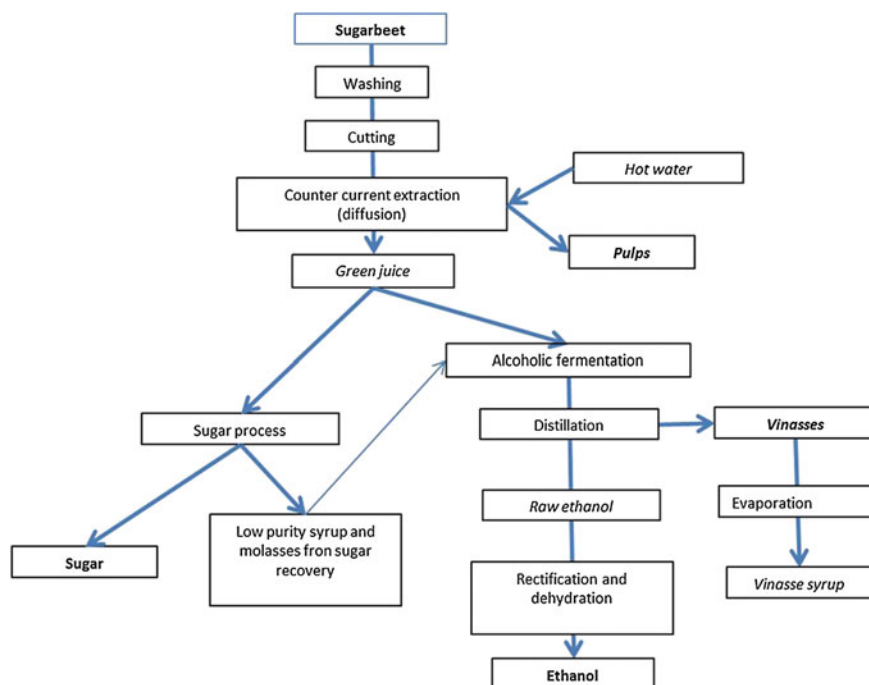 Sugarbeet
Washing
Cutting
Hot water
Counter current extraction
(diffusion)
Pulps
Green juice
Alcoholic fermentation
Sugar process
Distillation
Vinasses
Raw ethanol
Evaporation
Low purity syrup and
molasses fron sugar
recovery
Sugar
Rectification and
dehydration
Vinasse syrup
Ethanol